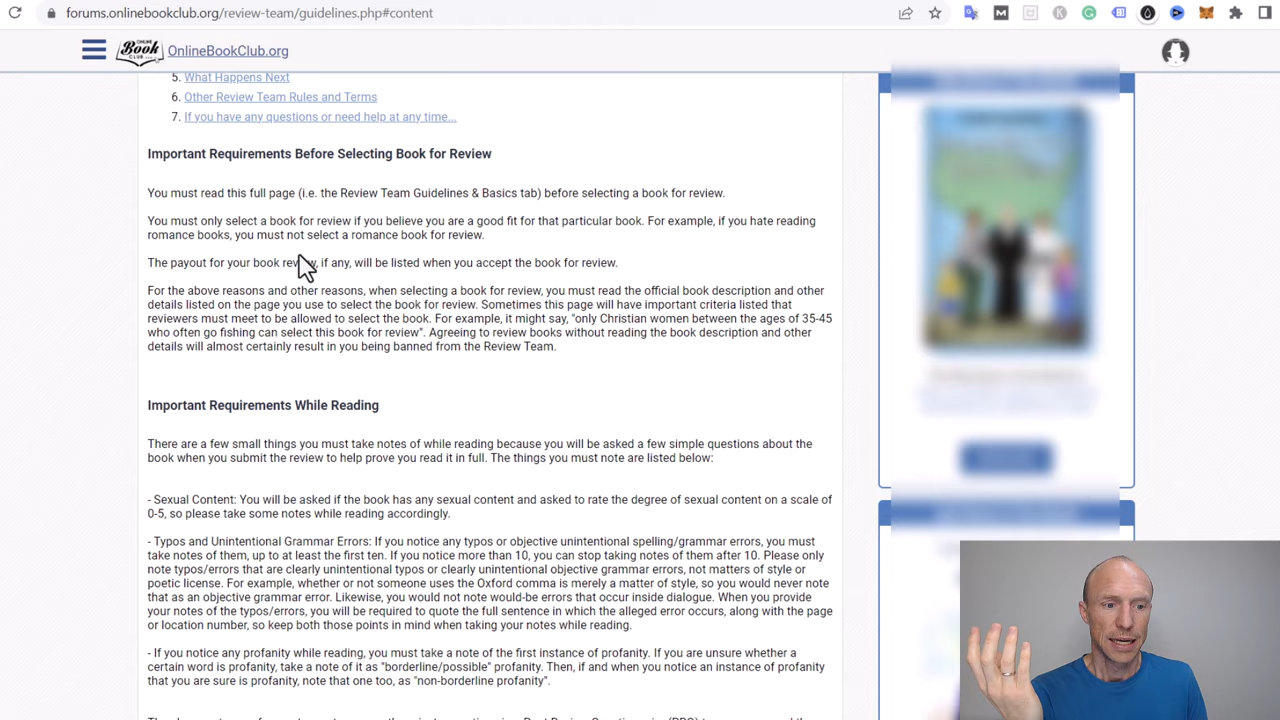 forums.onlinebookclub.org/review-team/guidelines.php#content
ONLINE
Book
CLUB
OnlineBookClub.org
5. What Happens Next
6. Other Review Team Rules and Terms
7. If you have any questions or need help at any time...
Important Requirements Before Selecting Book for Review
You must read this full page (i.e. the Review Team Guidelines & Basics tab) before selecting a book for review.
You must only select a book for review if you believe you are a good fit for that particular book. For example, if you hate reading
romance books, you must not select a romance book for review.
The payout for your book review, if any, will be listed when you accept the book for review.
For the above reasons and other reasons, when selecting a book for review, you must read the official book description and other
details listed on the page you use to select the book for review. Sometimes this page will have important criteria listed that
reviewers must meet to be allowed to select the book. For example, it might say, "only Christian women between the ages of 35-45
who often go fishing can select this book for review". Agreeing to review books without reading the book description and other
details will almost certainly result in you being banned from the Review Team.
Important Requirements While Reading
There are a few small things you must take notes of while reading because you will be asked a few simple questions about the
book when you submit the review to help prove you read it in full. The things you must note are listed below:
- Sexual Content: You will be asked if the book has any sexual content and asked to rate the degree of sexual content on a scale of
0-5, so please take some notes while reading accordingly.
- Typos and Unintentional Grammar Errors: If you notice any typos or objective unintentional spelling/grammar errors, you must
take notes of them, up to at least the first ten. If you notice more than 10, you can stop taking notes of them after 10. Please only
note typos/errors that are clearly unintentional typos or clearly unintentional objective grammar errors, not matters of style or
poetic license. For example, whether or not someone uses the Oxford comma is merely a matter of style, so you would never note
that as an objective grammar error. Likewise, you would not note would-be errors that occur inside dialogue. When you provide
your notes of the typos/errors, you will be required to quote the full sentence in which the alleged error occurs, along with the page
or location number, so keep both those points in mind when taking your notes while reading.
- If you notice any profanity while reading, you must take a note of the first instance of profanity. If you are unsure whether a
certain word is profanity, take a note of it as "borderline/possible" profanity. Then, if and when you notice an instance of profanity
that you are sure is profanity, note that one too, as "non-borderline profanity".